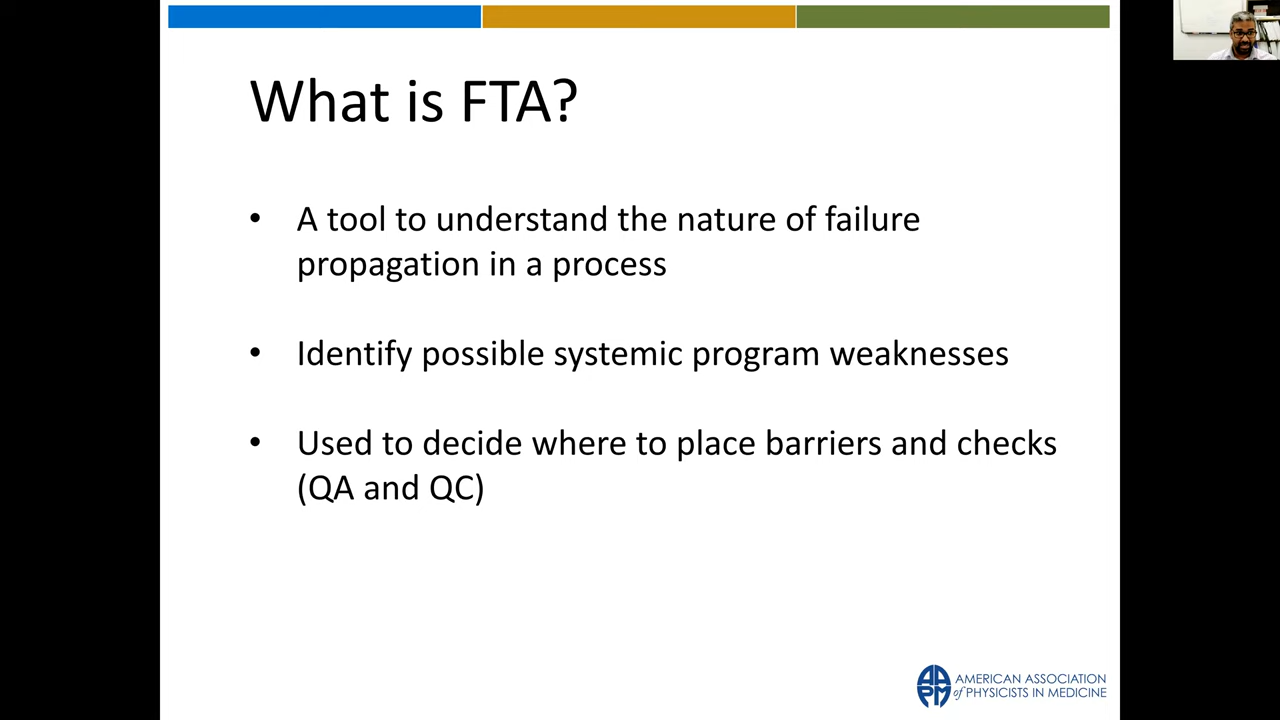 What is FTA?
• A tool to understand the nature of failure
propagation in a process
• Identify possible systemic program weaknesses
• Used to decide where to place barriers and checks
(QA and QC)
AAPM
AMERICAN ASSOCIATION
of PHYSICISTS IN MEDICINE